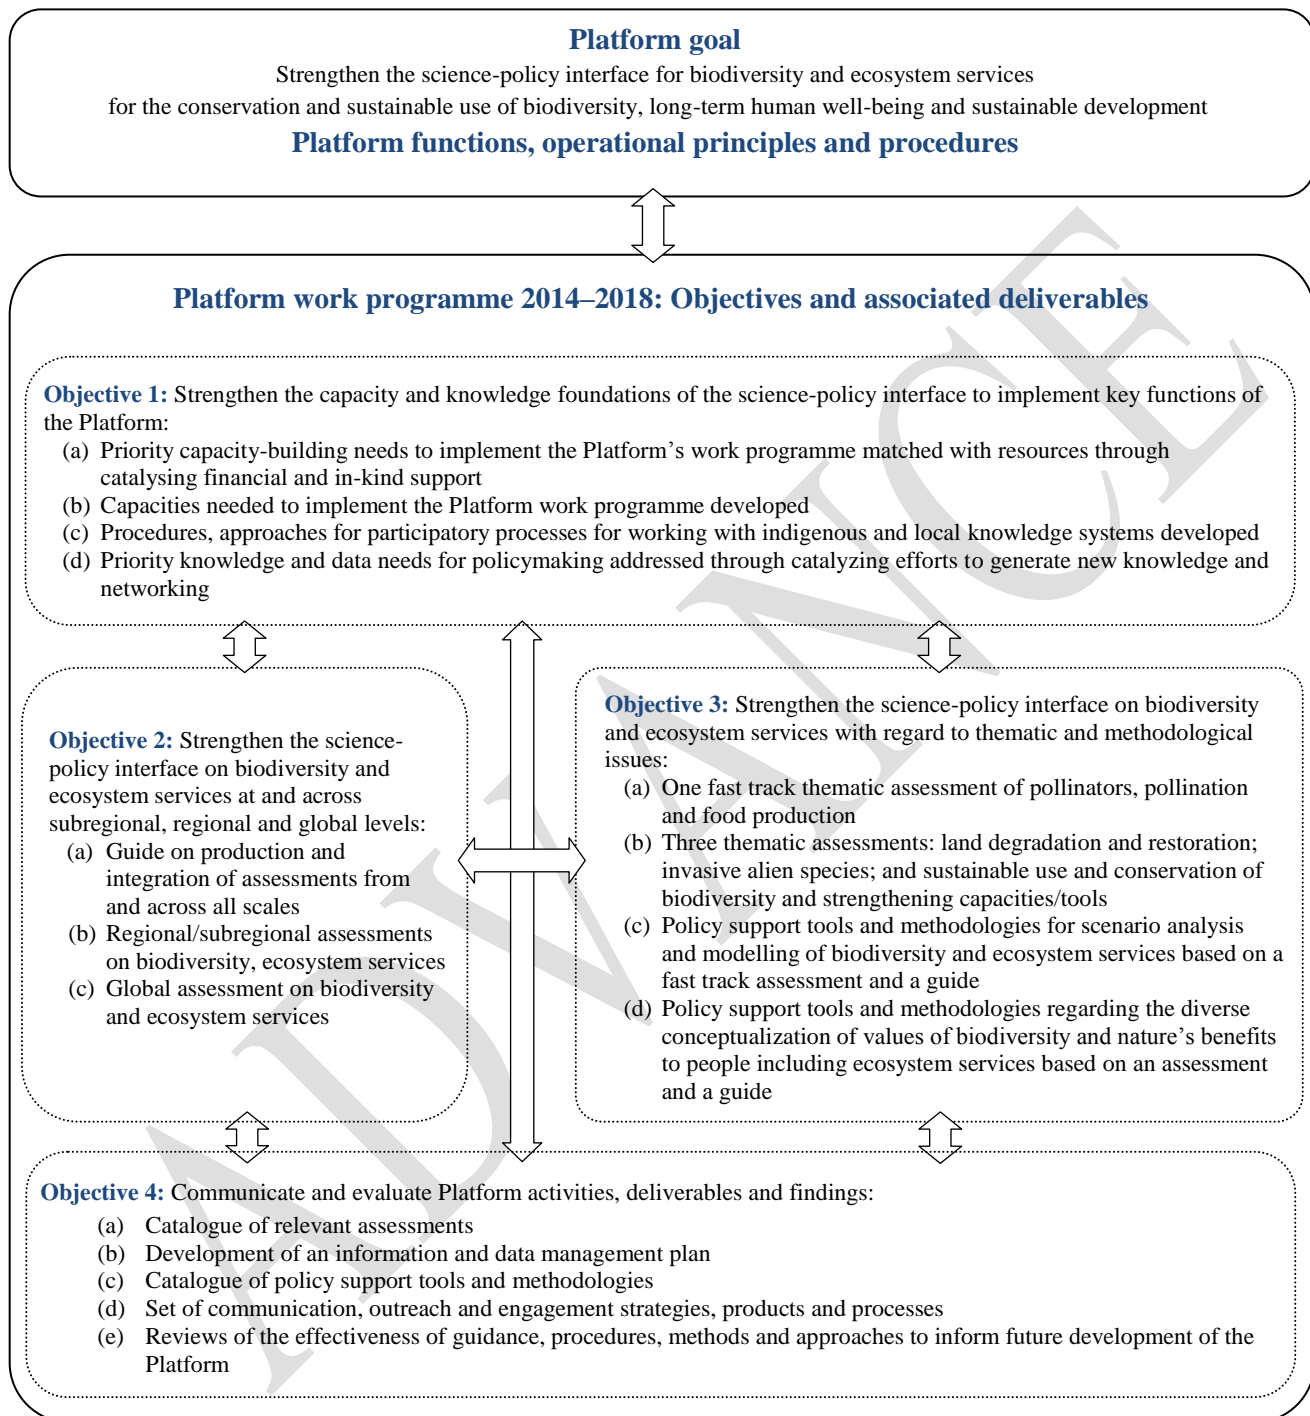 Platform goal
Strengthen the science-policy interface for biodiversity and ecosystem services
for the conservation and sustainable use of biodiversity, long-term human well-being and sustainable development
Platform functions, operational principles and procedures
Platform work programme 2014–2018: Objectives and associated deliverables
Objective 1: Strengthen the capacity and knowledge foundations of the science-policy interface to implement key functions of
the Platform:
(a) Priority capacity-building needs to implement the Platform’s work programme matched with resources through
catalysing financial and in-kind support
(b) Capacities needed to implement the Platform work programme developed
(c) Procedures, approaches for participatory processes for working with indigenous and local knowledge systems developed
(d) Priority knowledge and data needs for policymaking addressed through catalyzing efforts to generate new knowledge and
networking
Objective 2: Strengthen the science-
policy interface on biodiversity and
ecosystem services at and across
subregional, regional and global levels:
(a) Guide on production and
integration of assessments from
and across all scales
(b) Regional/subregional assessments
on biodiversity, ecosystem services
(c) Global assessment on biodiversity
and ecosystem services
Objective 3: Strengthen the science-policy interface on biodiversity
and ecosystem services with regard to thematic and methodological
issues:
(a) One fast track thematic assessment of pollinators, pollination
and food production
(b) Three thematic assessments: land degradation and restoration;
invasive alien species; and sustainable use and conservation of
biodiversity and strengthening capacities/tools
(c) Policy support tools and methodologies for scenario analysis
and modelling of biodiversity and ecosystem services based on a
fast track assessment and a guide
(d) Policy support tools and methodologies regarding the diverse
conceptualization of values of biodiversity and nature’s benefits
to people including ecosystem services based on an assessment
and a guide
Objective 4: Communicate and evaluate Platform activities, deliverables and findings:
(a) Catalogue of relevant assessments
(b) Development of an information and data management plan
(c) Catalogue of policy support tools and methodologies
(d) Set of communication, outreach and engagement strategies, products and processes
(e) Reviews of the effectiveness of guidance, procedures, methods and approaches to inform future development of the
Platform
ADVANCE